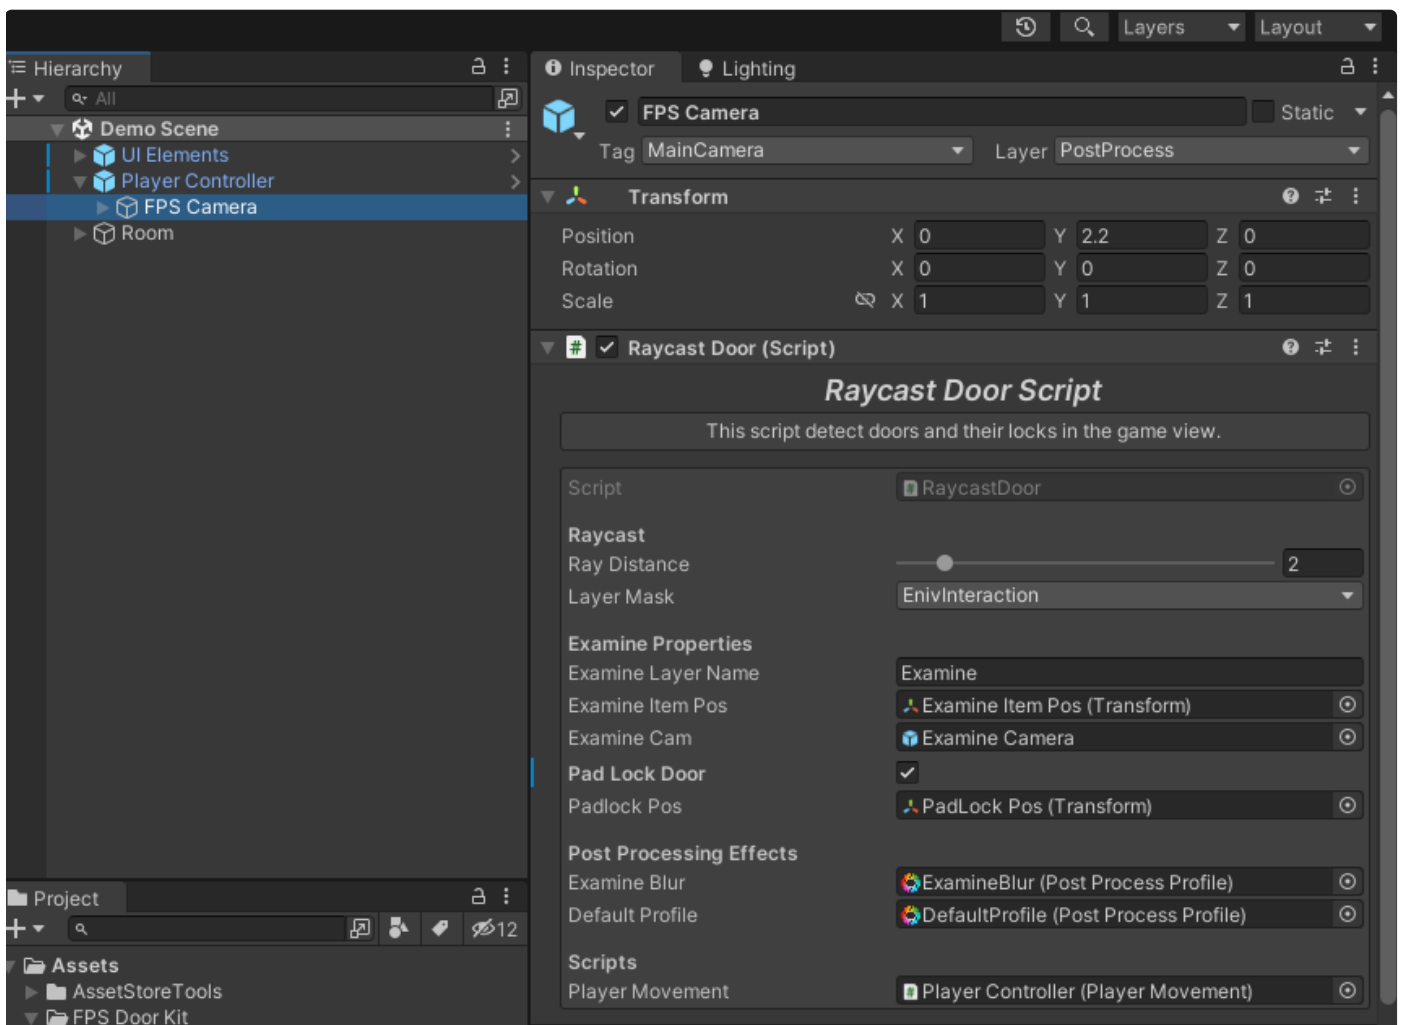 Layers Layout
Hierarchy
All
Demo Scene
UI Elements
Player Controller
FPS Camera
Room
Project
12
Assets
AssetStoreTools
FPS Door Kit
Inspector Lighting
FPS Camera Static
Tag MainCamera Layer PostProcess
Transform
Position X 0 Y 2.2 Z 0
Rotation X 0 Y 0 Z 0
Scale X 1 Y 1 Z 1
# Raycast Door (Script)
Raycast Door Script
This script detect doors and their locks in the game view.
Script # RaycastDoor
Raycast
Ray Distance 2
Layer Mask EnivInteraction
Examine Properties
Examine Layer Name Examine
Examine Item Pos Examine Item Pos (Transform)
Examine Cam Examine Camera
Pad Lock Door
Padlock Pos PadLock Pos (Transform)
Post Processing Effects
Examine Blur ExamineBlur (Post Process Profile)
Default Profile DefaultProfile (Post Process Profile)
Scripts
Player Movement # Player Controller (Player Movement)